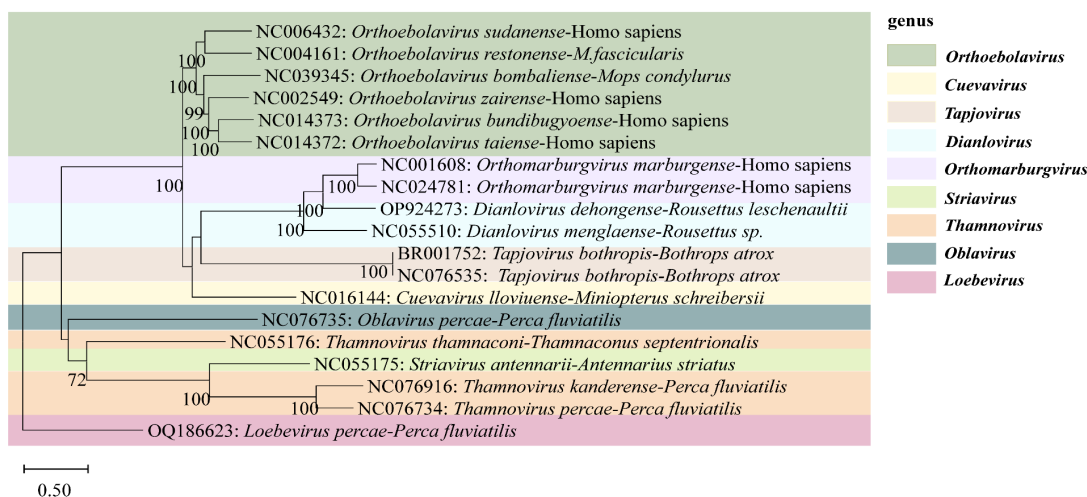 NC006432: Orthoebolavirus sudanense-Homo sapiens
100
NC004161: Orthoebolavirus restonense-M.fascicularis
NC039345: Orthoebolavirus bombaliense-Mops condylurus
100
NC002549: Orthoebolavirus zairense-Homo sapiens
99
NC014373: Orthoebolavirus bundibugyoense-Homo sapiens
100
NC014372: Orthoebolavirus taiense-Homo sapiens
100
NC001608: Orthomarburgvirus marburgense-Homo sapiens
100
100
NC024781: Orthomarburgvirus marburgense-Homo sapiens
OP924273: Dianlovirus dehongense-Rousettus leschenaultii
100
NC055510: Dianlovirus menglaense-Rousettus sp.
100
BR001752: Tapjovirus bothropis-Bothrops atrox
100
NC076535: Tapjovirus bothropis-Bothrops atrox
NC016144: Cuevavirus lloviuense-Miniopterus schreibersii
NC076735: Oblavirus percae-Perca fluviatilis
NC055176: Thamnovirus thamnaconi-Thamnaconus septentrionalis
NC055175: Striavirus antennarii-Antennarius striatus
72
NC076916: Thamnovirus kanderense-Perca fluviatilis
100
100
NC076734: Thamnovirus percae-Perca fluviatilis
OQ186623: Loebevirus percae-Perca fluviatilis
0.50
genus
Orthoebolavirus
Cuevavirus
Tapjovirus
Dianlovirus
Orthomarburgvirus
Striavirus
Thamnovirus
Oblavirus
Loebevirus